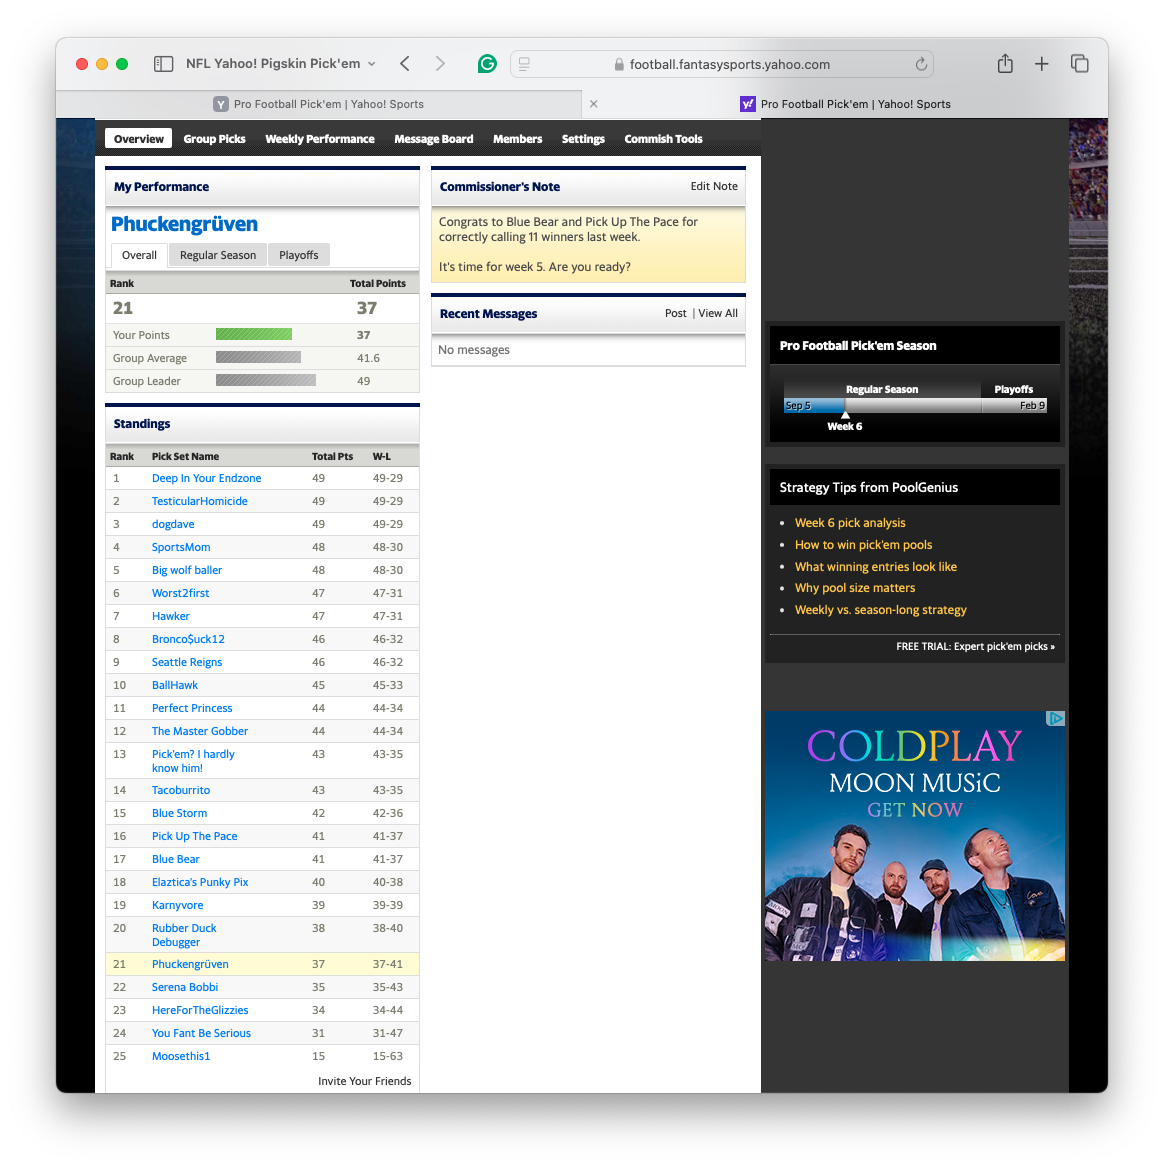 NFL Yahoo! Pigskin Pick'em
football.fantasysports.yahoo.com
Y Pro Football Pick'em | Yahoo! Sports
y! Pro Football Pick'em | Yahoo! Sports
Overview Group Picks Weekly Performance Message Board Members Settings Commish Tools
My Performance
Phuckengrüven
Overall Regular Season Playoffs
Rank Total Points
21 37
Your Points 37
Group Average 41.6
Group Leader 49
Standings
Rank Pick Set Name Total Pts W-L
1 Deep In Your Endzone 49 49-29
2 TesticularHomicide 49 49-29
3 dogdave 49 49-29
4 SportsMom 48 48-30
5 Big wolf baller 48 48-30
6 Worst2first 47 47-31
7 Hawker 47 47-31
8 Bronco$uck12 46 46-32
9 Seattle Reigns 46 46-32
10 BallHawk 45 45-33
11 Perfect Princess 44 44-34
12 The Master Gobber 44 44-34
13 Pick'em? I hardly 43 43-35
know him!
14 Tacoburrito 43 43-35
15 Blue Storm 42 42-36
16 Pick Up The Pace 41 41-37
17 Blue Bear 41 41-37
18 Elaztica's Punky Pix 40 40-38
19 Karnyvore 39 39-39
20 Rubber Duck 38 38-40
Debugger
21 Phuckengrüven 37 37-41
22 Serena Bobbi 35 35-43
23 HereForTheGlizzies 34 34-44
24 You Fant Be Serious 31 31-47
25 Moosethis1 15 15-63
Invite Your Friends
Commissioner's Note Edit Note
Congrats to Blue Bear and Pick Up The Pace for
correctly calling 11 winners last week.
It's time for week 5. Are you ready?
Recent Messages Post | View All
No messages
Pro Football Pick'em Season
Regular Season Playoffs
Sep 5 Feb 9
Week 6
Strategy Tips from PoolGenius
• Week 6 pick analysis
• How to win pick'em pools
• What winning entries look like
• Why pool size matters
• Weekly vs. season-long strategy
FREE TRIAL: Expert pick'em picks »
COLDPLAY
MOON MUSiC
GET NOW
MOON
Love